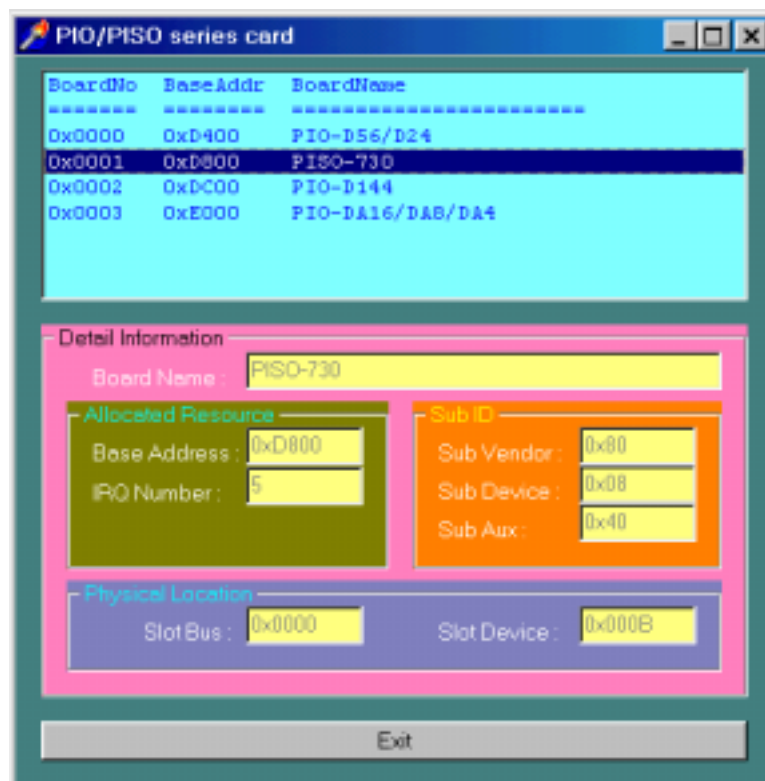 PIO/PISO series card
BoardNo BaseAddr BoardName
======= ======== =======================
0x0000 0xD400 PIO-D56/D24
0x0001 0xD800 PISO-730
0x0002 0xDC00 PIO-D144
0x0003 0xE000 PIO-DA16/DA8/DA4
Detail Information
Board Name : PISO-730
Allocated Resource
Base Address : 0xD800
IRQ Number : 5
Sub ID
Sub Vendor : 0x80
Sub Device : 0x08
Sub Aux : 0x40
Physical Location
Slot Bus : 0x0000
Slot Device : 0x000B
Exit